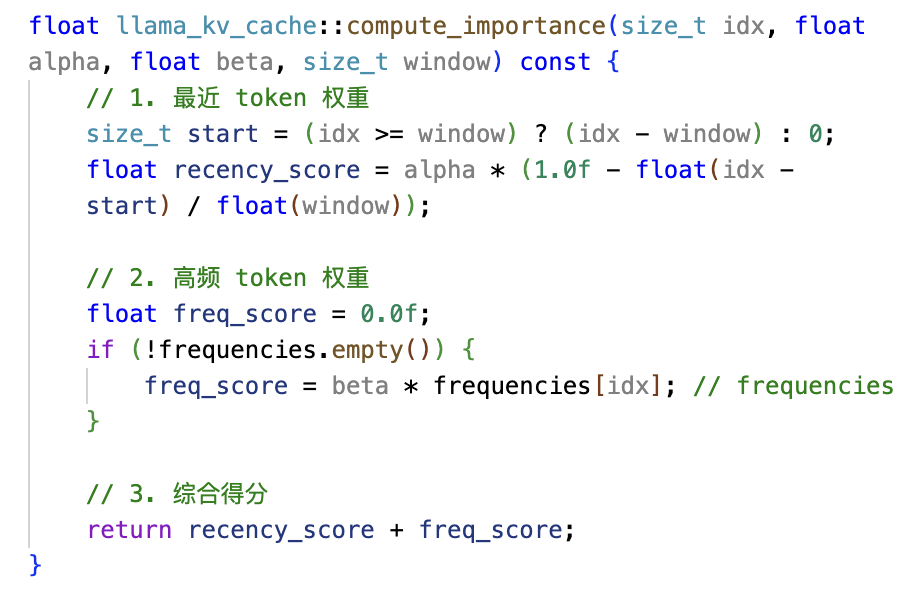 float llama_kv_cache::compute_importance(size_t idx, float
alpha, float beta, size_t window) const {
// 1. 最近 token 权重
size_t start = (idx >= window) ? (idx - window) : 0;
float recency_score = alpha * (1.0f - float(idx -
start) / float(window));
// 2. 高频 token 权重
float freq_score = 0.0f;
if (!frequencies.empty()) {
freq_score = beta * frequencies[idx]; // frequencies
}
// 3. 综合得分
return recency_score + freq_score;
}